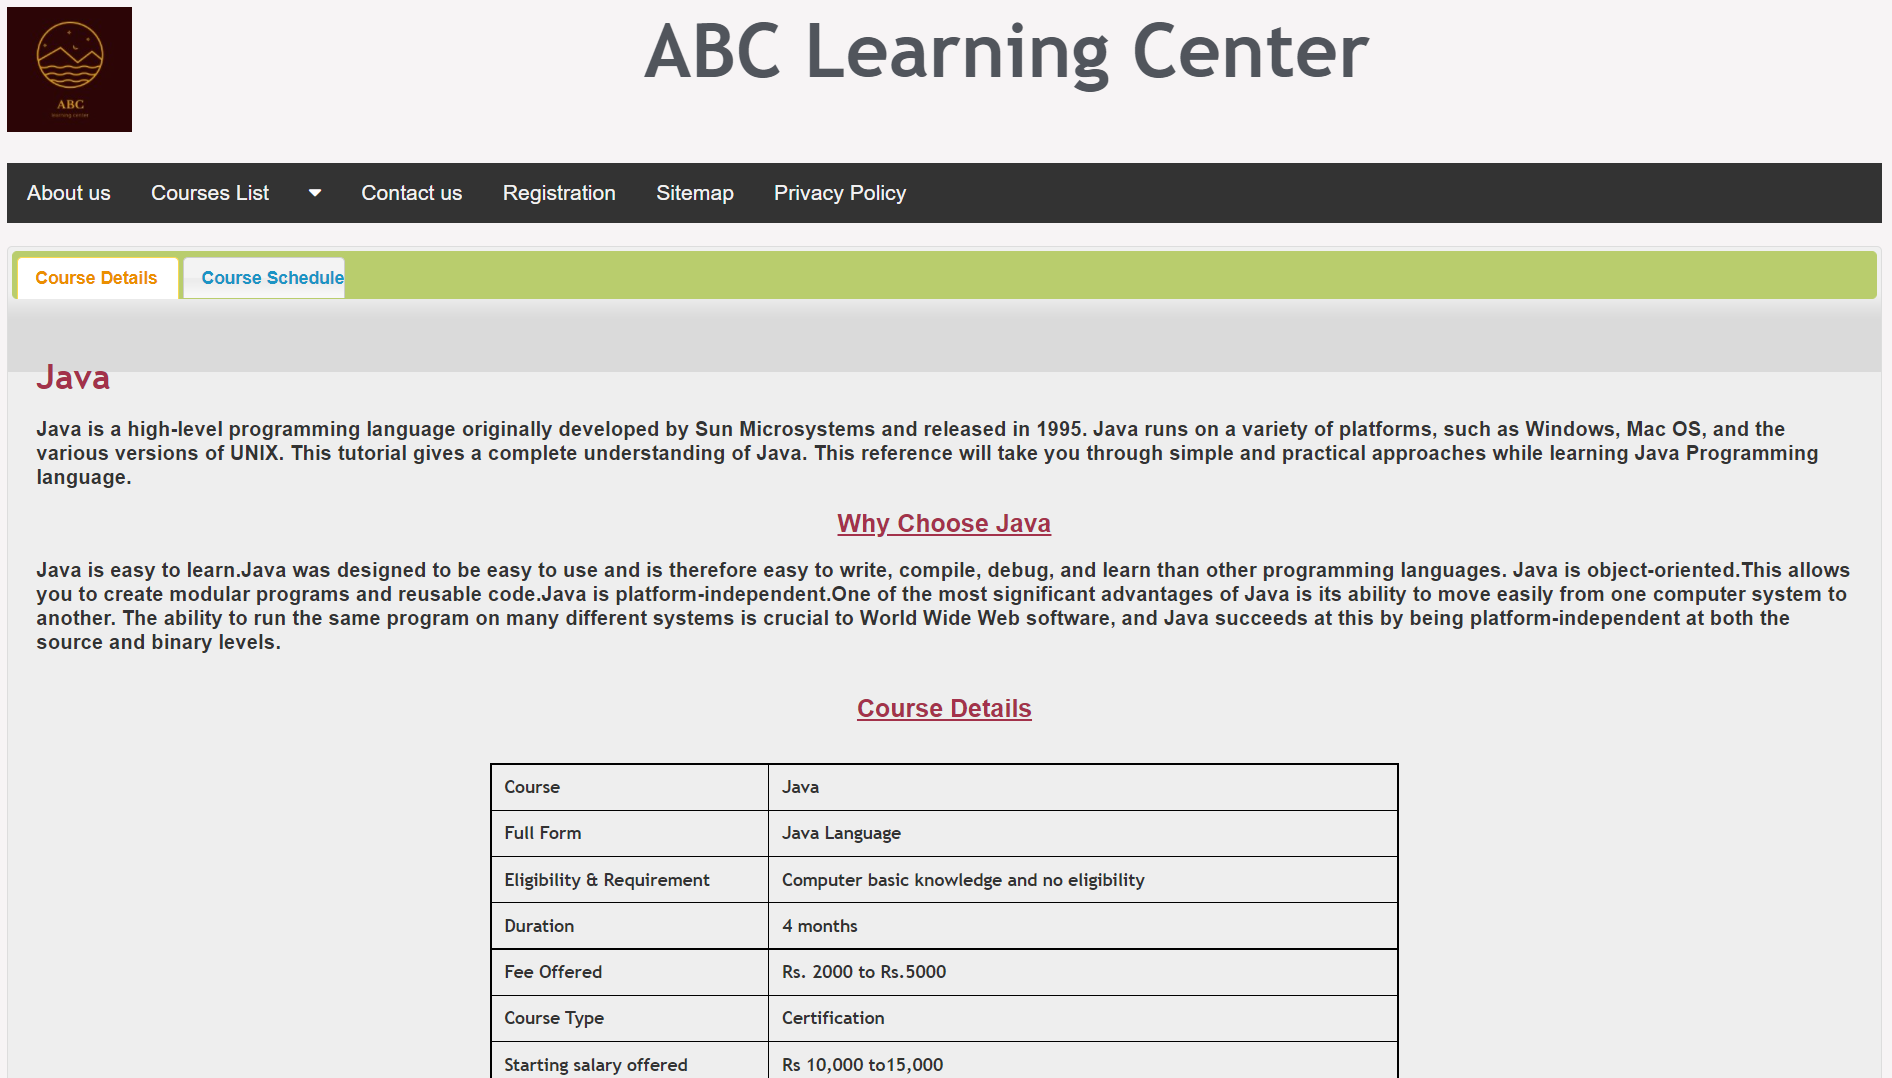 ABC Learning Center
ABC
learning center
About us Courses List Contact us Registration Sitemap Privacy Policy
Course Details Course Schedule
Java
Java is a high-level programming language originally developed by Sun Microsystems and released in 1995. Java runs on a variety of platforms, such as Windows, Mac OS, and the
various versions of UNIX. This tutorial gives a complete understanding of Java. This reference will take you through simple and practical approaches while learning Java Programming
language.
Why Choose Java
Java is easy to learn.Java was designed to be easy to use and is therefore easy to write, compile, debug, and learn than other programming languages. Java is object-oriented.This allows
you to create modular programs and reusable code.Java is platform-independent.One of the most significant advantages of Java is its ability to move easily from one computer system to
another. The ability to run the same program on many different systems is crucial to World Wide Web software, and Java succeeds at this by being platform-independent at both the
source and binary levels.
Course Details
Course Java
Full Form Java Language
Eligibility & Requirement Computer basic knowledge and no eligibility
Duration 4 months
Fee Offered Rs. 2000 to Rs.5000
Course Type Certification
Starting salary offered Rs 10,000 to15,000